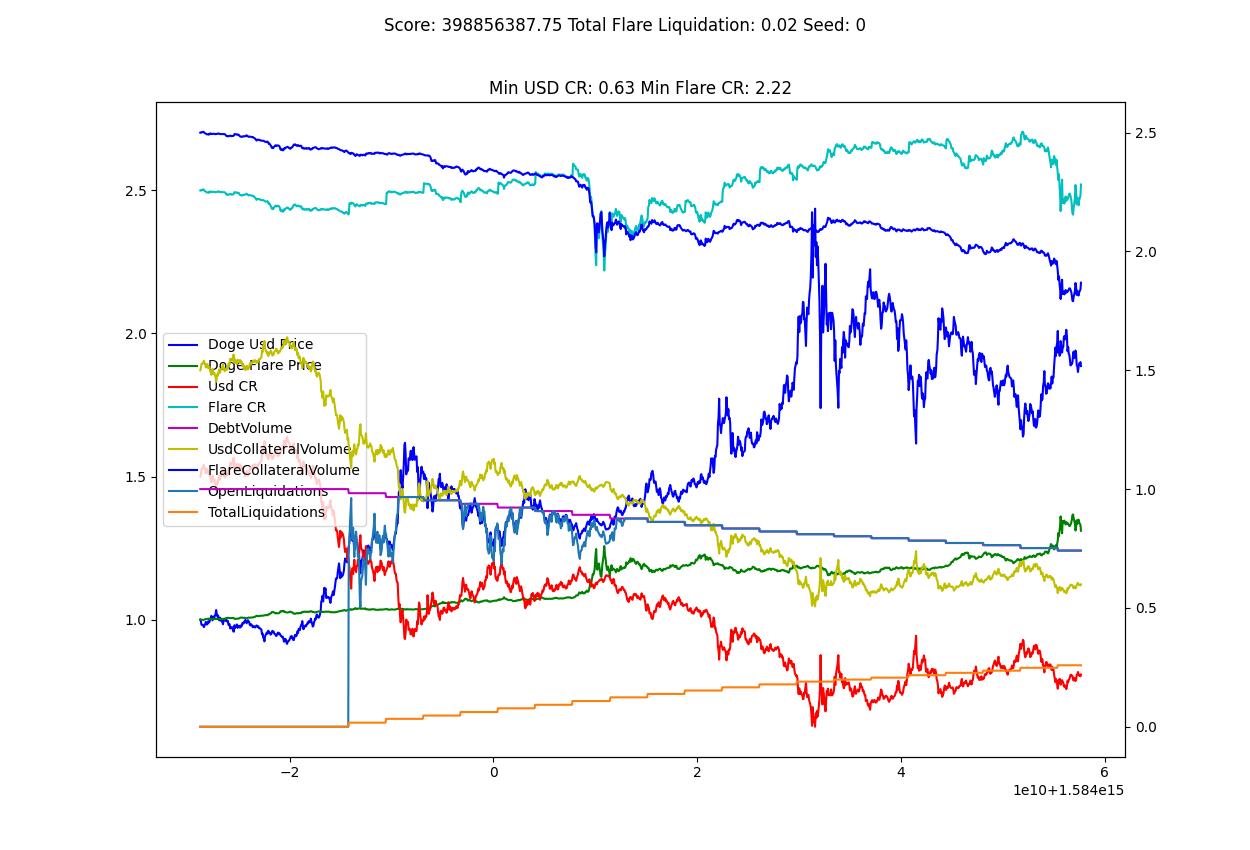 Score: 398856387.75 Total Flare Liquidation: 0.02 Seed: 0
Min USD CR: 0.63 Min Flare CR: 2.22
2.5
2.0
1.5
1.0
Doge Usd Price
Doge Flare Price
Usd CR
Flare CR
DebtVolume
UsdCollateralVolume
FlareCollateralVolume
OpenLiquidations
TotalLiquidations
2.5
2.0
1.5
1.0
0.5
0.0
−2 0 2 4 6
1e10+1.584e15